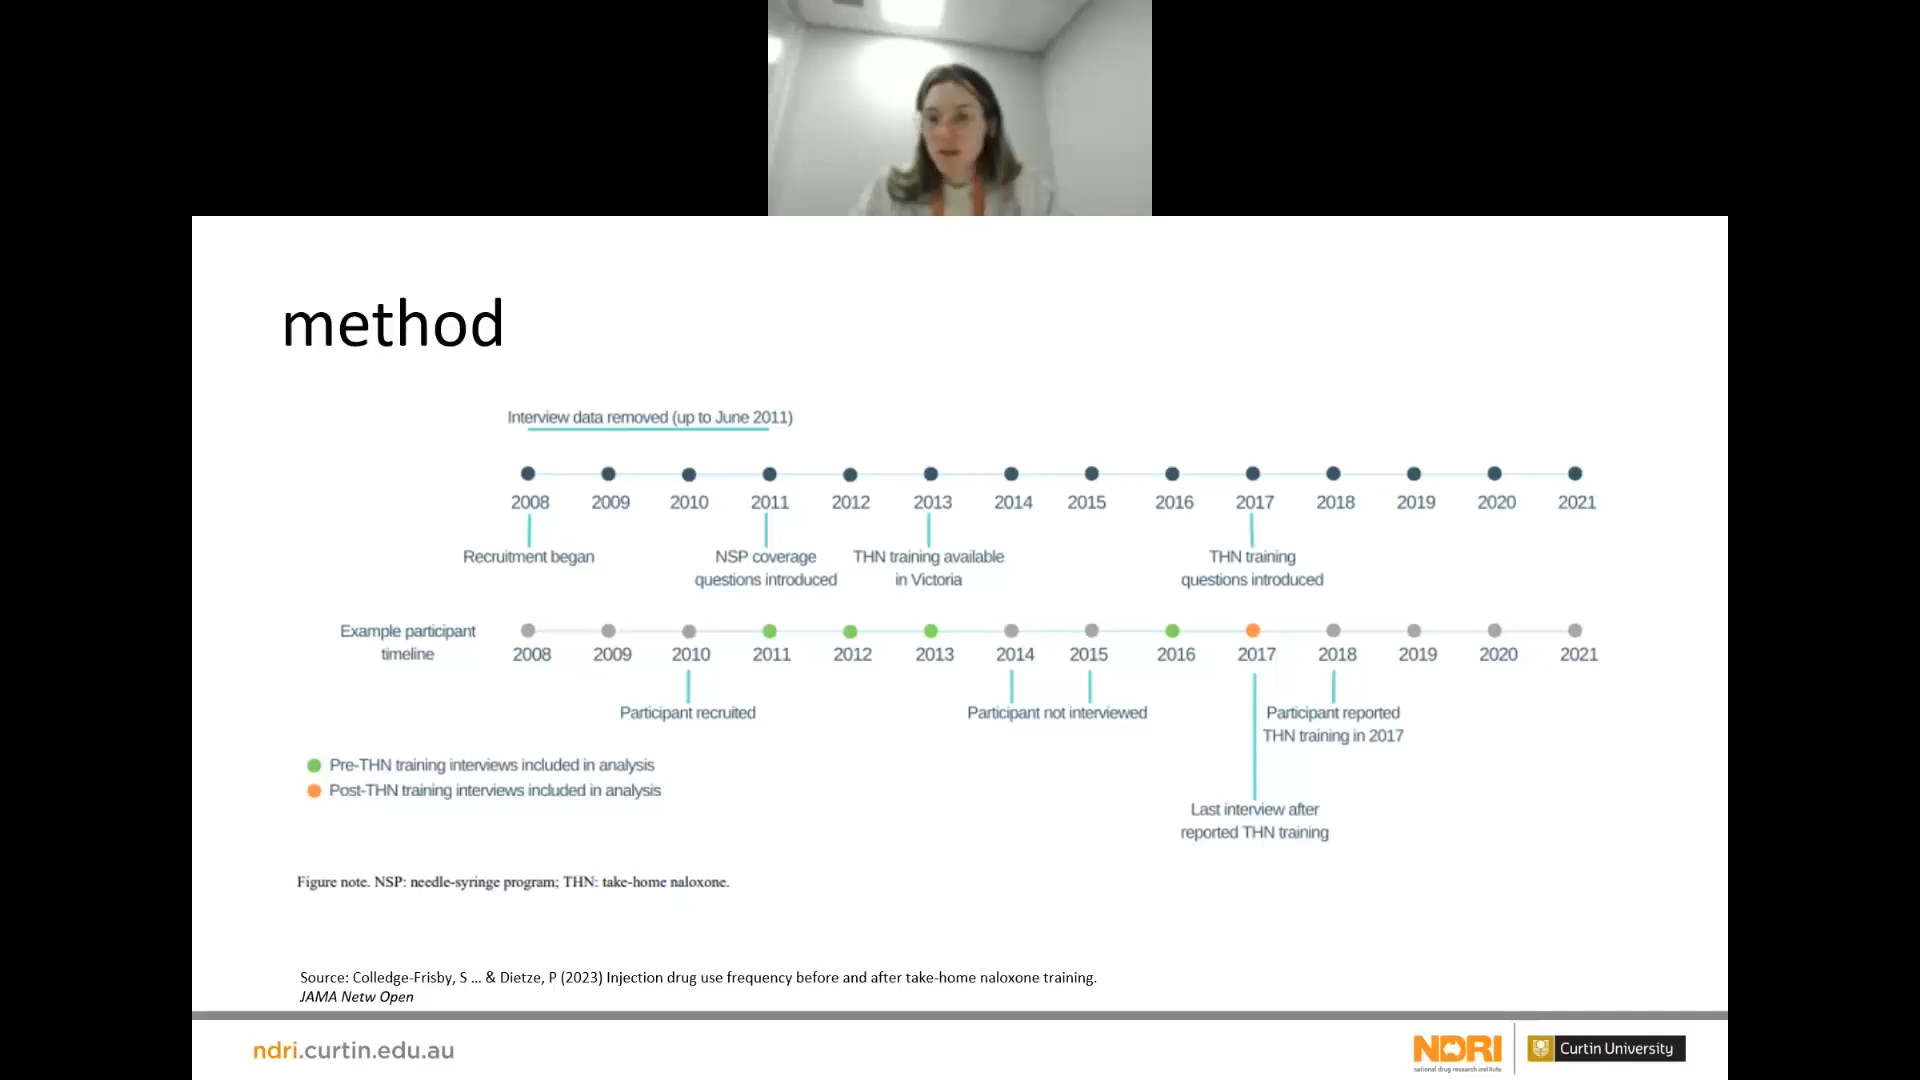 method
Interview data removed (up to June 2011)
2008 2009 2010 2011 2012 2013 2014 2015 2016 2017 2018 2019 2020 2021
Recruitment began
NSP coverage
questions introduced
THN training available
in Victoria
THN training
questions introduced
Example participant
timeline
2008 2009 2010 2011 2012 2013 2014 2015 2016 2017 2018 2019 2020 2021
Participant recruited
Participant not interviewed
Participant reported
THN training in 2017
Pre-THN training interviews included in analysis
Post-THN training interviews included in analysis
Last interview after
reported THN training
Figure note. NSP: needle-syringe program; THN: take-home naloxone.
Source: Colledge-Frisby, S ... & Dietze, P (2023) Injection drug use frequency before and after take-home naloxone training.
JAMA Netw Open
ndri.curtin.edu.au
NDRI
national drug research institute
Curtin University